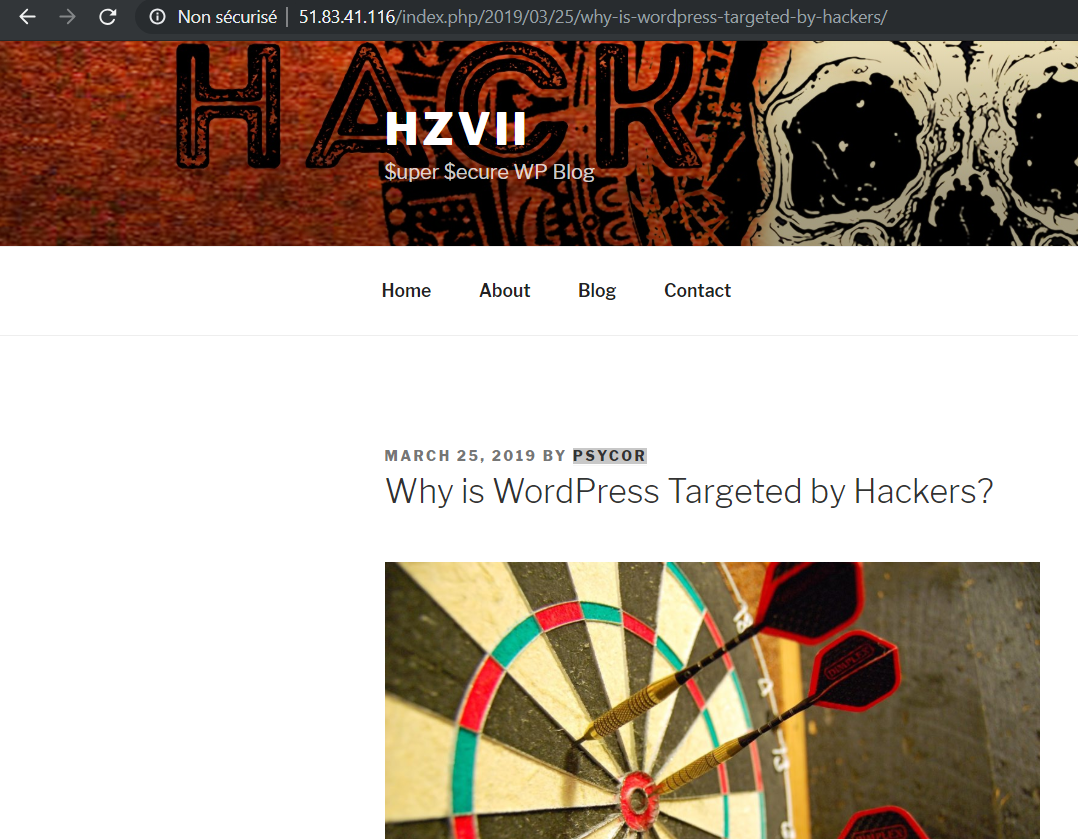 Non sécurisé | 51.83.41.116/index.php/2019/03/25/why-is-wordpress-targeted-by-hackers/
HACK
HZVII
$uper $ecure WP Blog
Home About Blog Contact
MARCH 25, 2019 BY PSYCOR
Why is WordPress Targeted by Hackers?